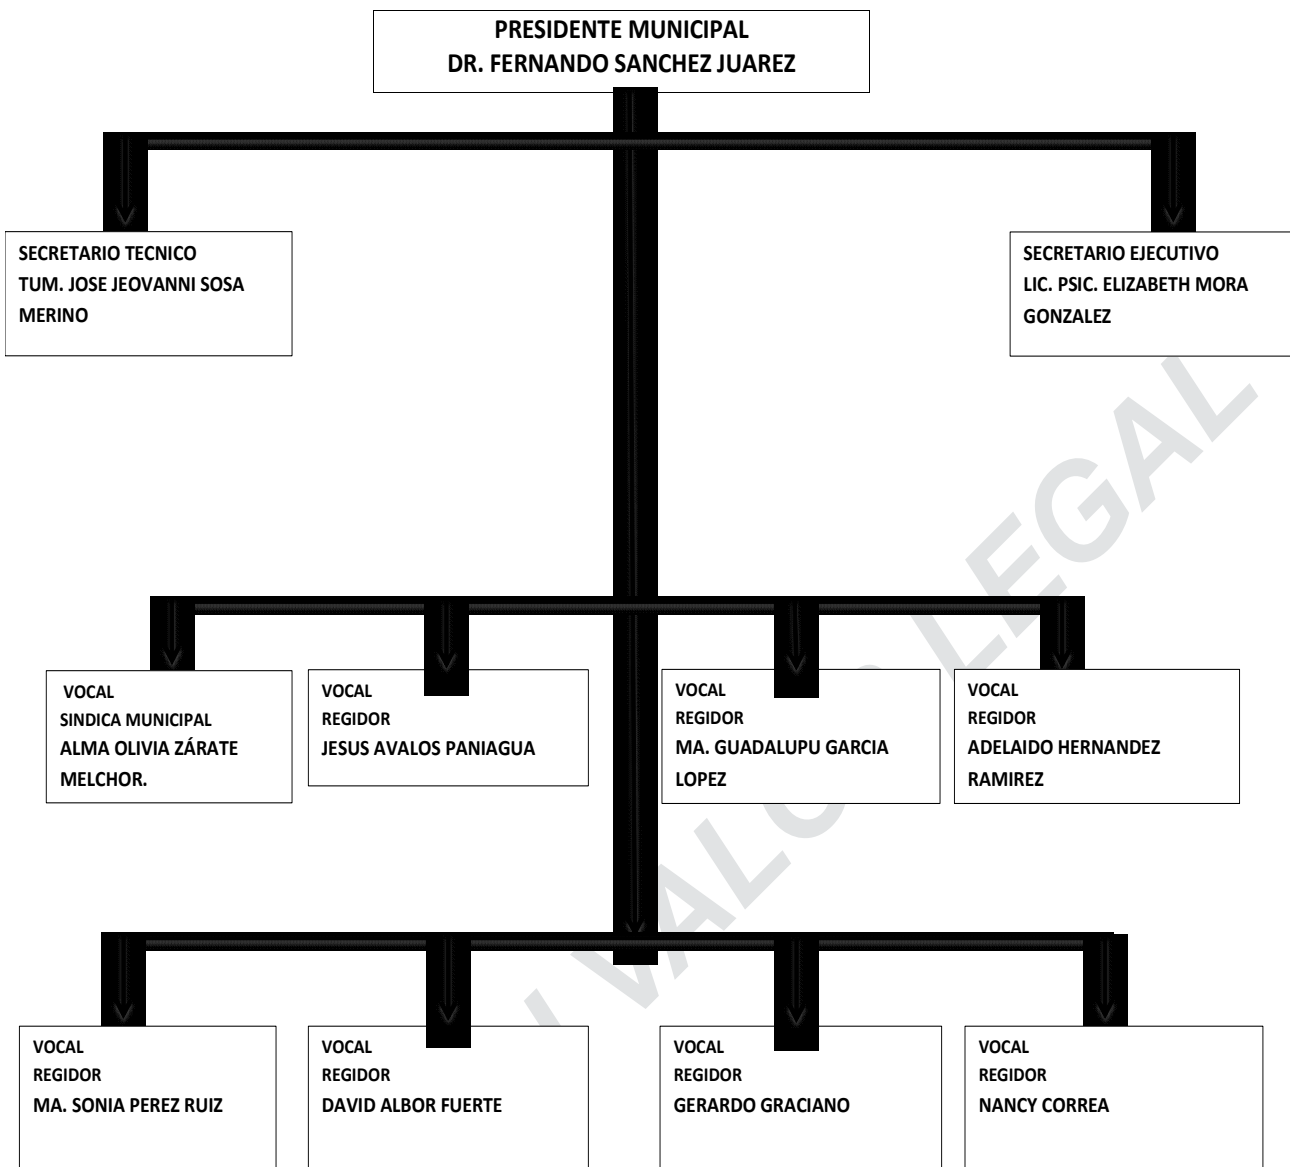 PRESIDENTE MUNICIPAL
DR. FERNANDO SANCHEZ JUAREZ
SECRETARIO TECNICO
TUM. JOSE JEOVANNI SOSA
MERINO
SECRETARIO EJECUTIVO
LIC. PSIC. ELIZABETH MORA
GONZALEZ
VOCAL
SINDICA MUNICIPAL
ALMA OLIVIA ZÁRATE
MELCHOR.
VOCAL
REGIDOR
JESUS AVALOS PANIAGUA
VOCAL
REGIDOR
MA. GUADALUPU GARCIA
LOPEZ
VOCAL
REGIDOR
ADELAIDO HERNANDEZ
RAMIREZ
VOCAL
REGIDOR
MA. SONIA PEREZ RUIZ
VOCAL
REGIDOR
DAVID ALBOR FUERTE
VOCAL
REGIDOR
GERARDO GRACIANO
VOCAL
REGIDOR
NANCY CORREA
LEGAL